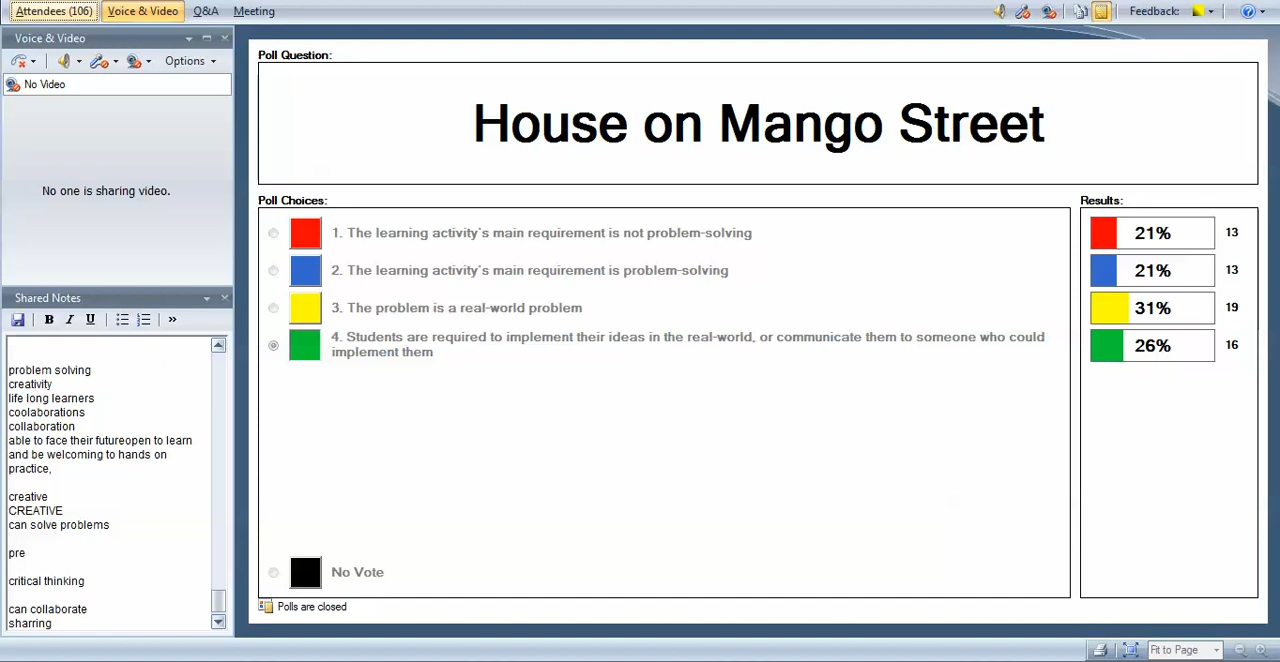 Attendees (106) Voice & Video Q&A Meeting Feedback:
Voice & Video
Options
No Video
No one is sharing video.
Shared Notes
B I U »
problem solving
creativity
life long learners
coolaborations
collaboration
able to face their futureopen to learn
and be welcoming to hands on
practice,
creative
CREATIVE
can solve problems
pre
critical thinking
can collaborate
sharring
Poll Question:
House on Mango Street
Poll Choices:
1. The learning activity's main requirement is not problem-solving
2. The learning activity's main requirement is problem-solving
3. The problem is a real-world problem
4. Students are required to implement their ideas in the real-world, or communicate them to someone who could
implement them
No Vote
Polls are closed
Results:
21% 13
21% 13
31% 19
26% 16
Fit to Page